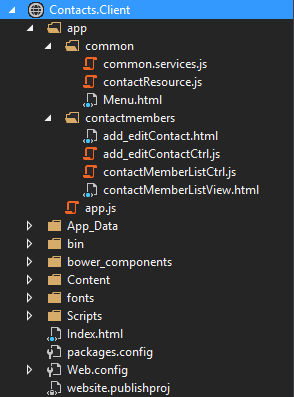 Contacts.Client
app
common
common.services.js
contactResource.js
Menu.html
contactmembers
add_editContact.html
add_editContactCtrl.js
contactMemberListCtrl.js
contactMemberListView.html
app.js
App_Data
bin
bower_components
Content
fonts
Scripts
Index.html
packages.config
Web.config
website.publishproj